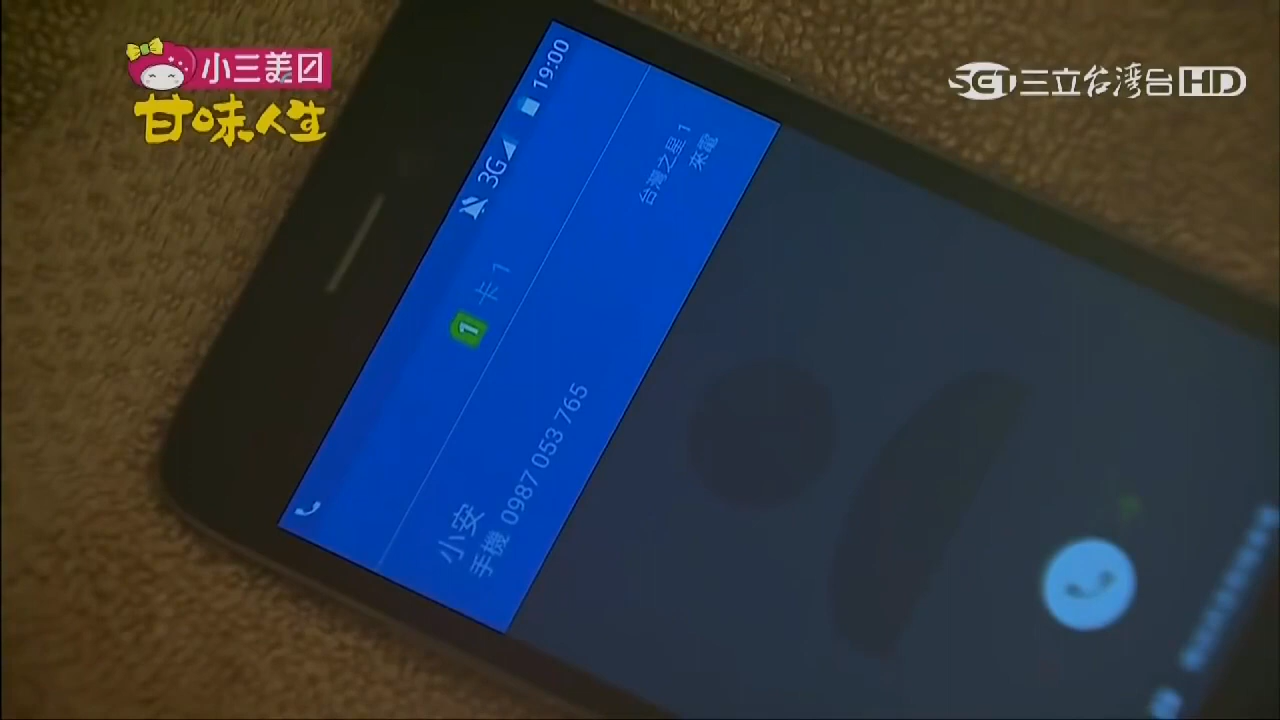 小三美日
甘味人生
SET三立台灣台HD
19:00
3G
1 卡 1
台灣之星 1
來電
小安
手機 0987 053 765